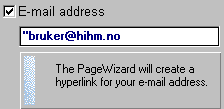 E-mail address
"bruker@hihm.no
The PageWizard will create a
hyperlink for your e-mail address.